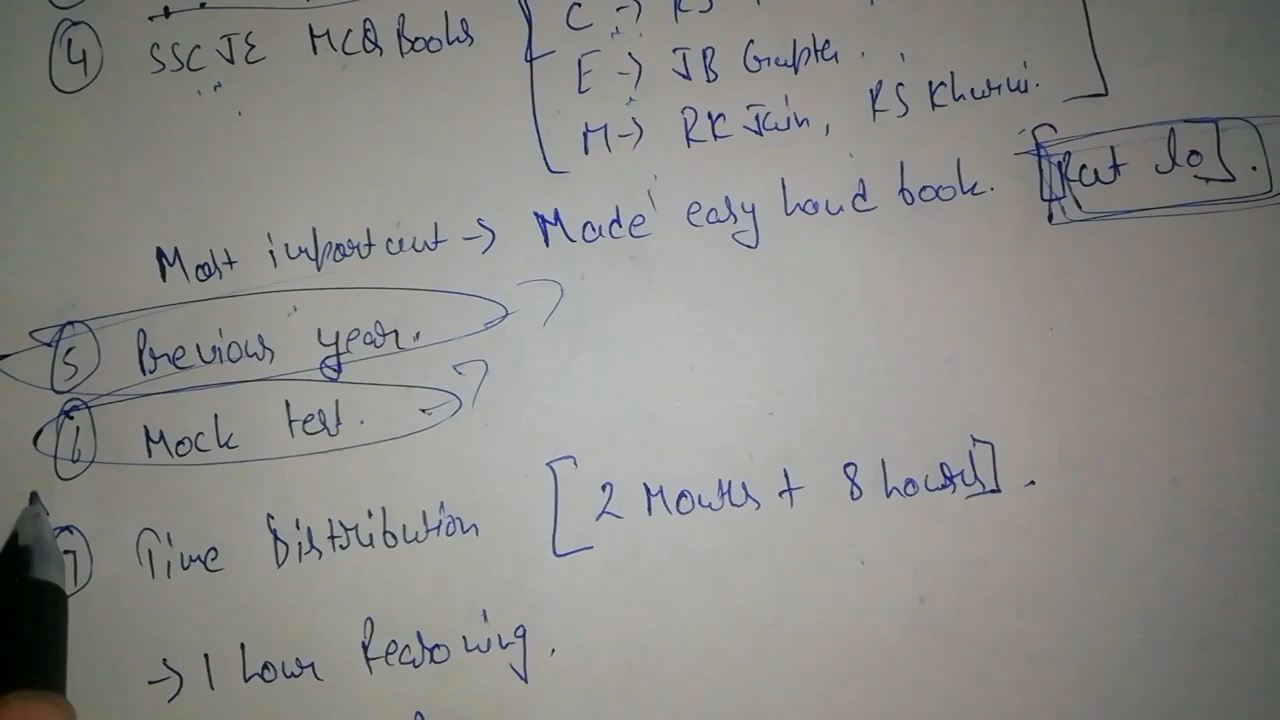 ④ SSC JE MCQ Books
C →
E → JB Gupta.
M → RK Jain, RS Khurmi.
Most important → Made easy hand book. [Rat lo].
⑤ Previous year.
⑥ Mock test.
⑦ Time Distribution [2 Months + 8 hours].
→ 1 hour Reasoning.